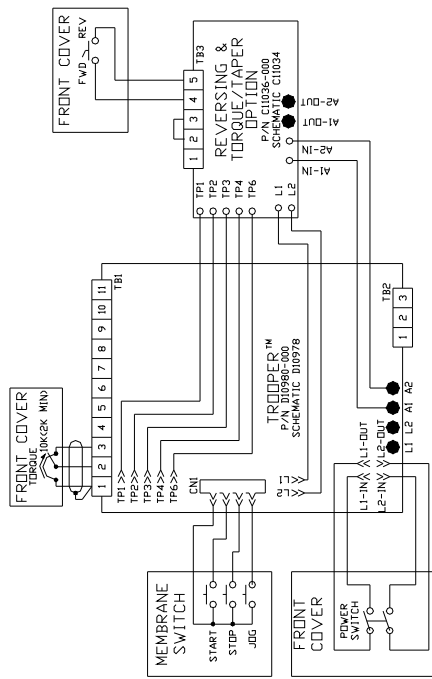 FRONT COVER
FWD
REV
TB3
1 2 3 4 5
REVERSING &
TORQUE/TAPER
OPTION
P/N C11036-000
SCHEMATIC C11034
A1-OUT
A2-OUT
A1-IN
A2-IN
TP1
TP2
TP3
TP4
TP6
L1
L2
FRONT COVER
TORQUE
10K(2K MIN)
1 2 3 4 5 6 7 8 9 10 11
TB1
TP1
TP2
TP3
TP4
TP6
CN1
L2
L1
TROOPER™
P/N D10980-000
SCHEMATIC D10978
TB2
1 2 3
L1 L2 A1 A2
L1-IN
L1-OUT
L2-IN
L2-OUT
MEMBRANE
SWITCH
START
STOP
JOG
FRONT
COVER
POWER
SWITCH